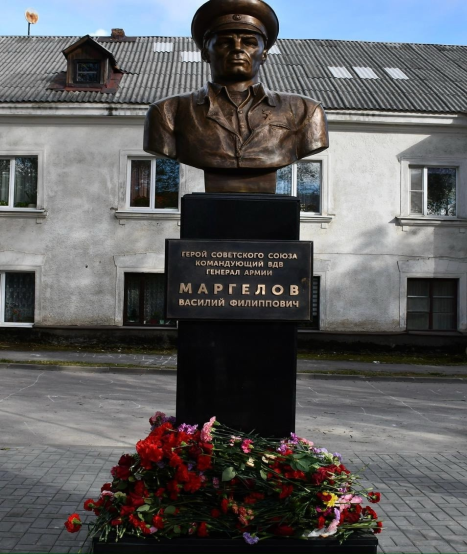 ГЕРОЙ СОВЕТСКОГО СОЮЗА
КОМАНДУЮЩИЙ ВДВ
ГЕНЕРАЛ АРМИИ
МАРГЕЛОВ
ВАСИЛИЙ ФИЛИППОВИЧ